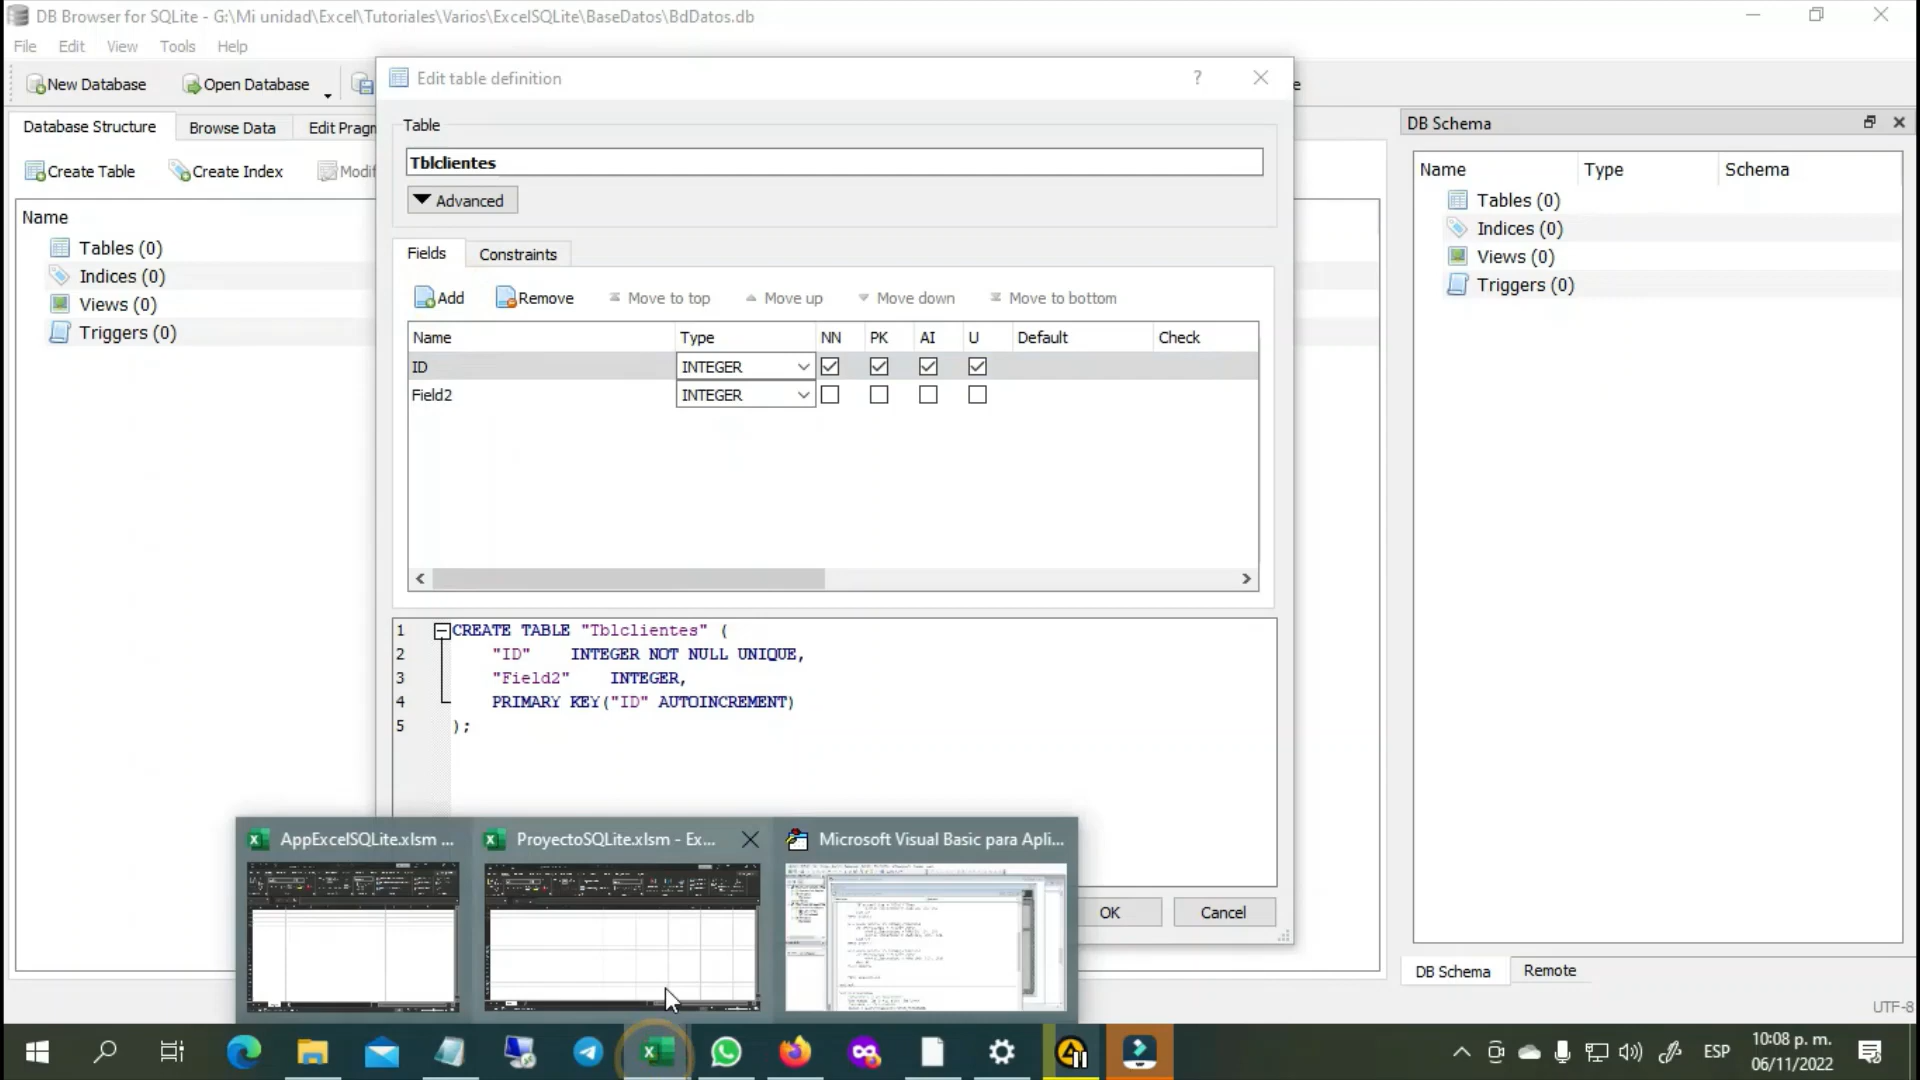 DB Browser for SQLite - G:\Mi unidad\Excel\Tutoriales\Varios\ExcelSQLite\BaseDatos\BdDatos.db
File Edit View Tools Help
New Database Open Database
Edit table definition ?
Database Structure Browse Data Edit Pragm
Create Table Create Index Modif
Name
Tables (0)
Indices (0)
Views (0)
Triggers (0)
Table
Tblclientes
Advanced
Fields Constraints
Add Remove Move to top Move up Move down Move to bottom
Name Type NN PK AI U Default Check
ID INTEGER
Field2 INTEGER
1 CREATE TABLE "Tblclientes" (
2 "ID" INTEGER NOT NULL UNIQUE,
3 "Field2" INTEGER,
4 PRIMARY KEY("ID" AUTOINCREMENT)
5 );
OK Cancel
DB Schema
Name Type Schema
Tables (0)
Indices (0)
Views (0)
Triggers (0)
DB Schema Remote
UTF-8
AppExcelSQLite.xlsm ... ProyectoSQLite.xlsm - Ex... Microsoft Visual Basic para Apli...
ESP
10:08 p. m.
06/11/2022